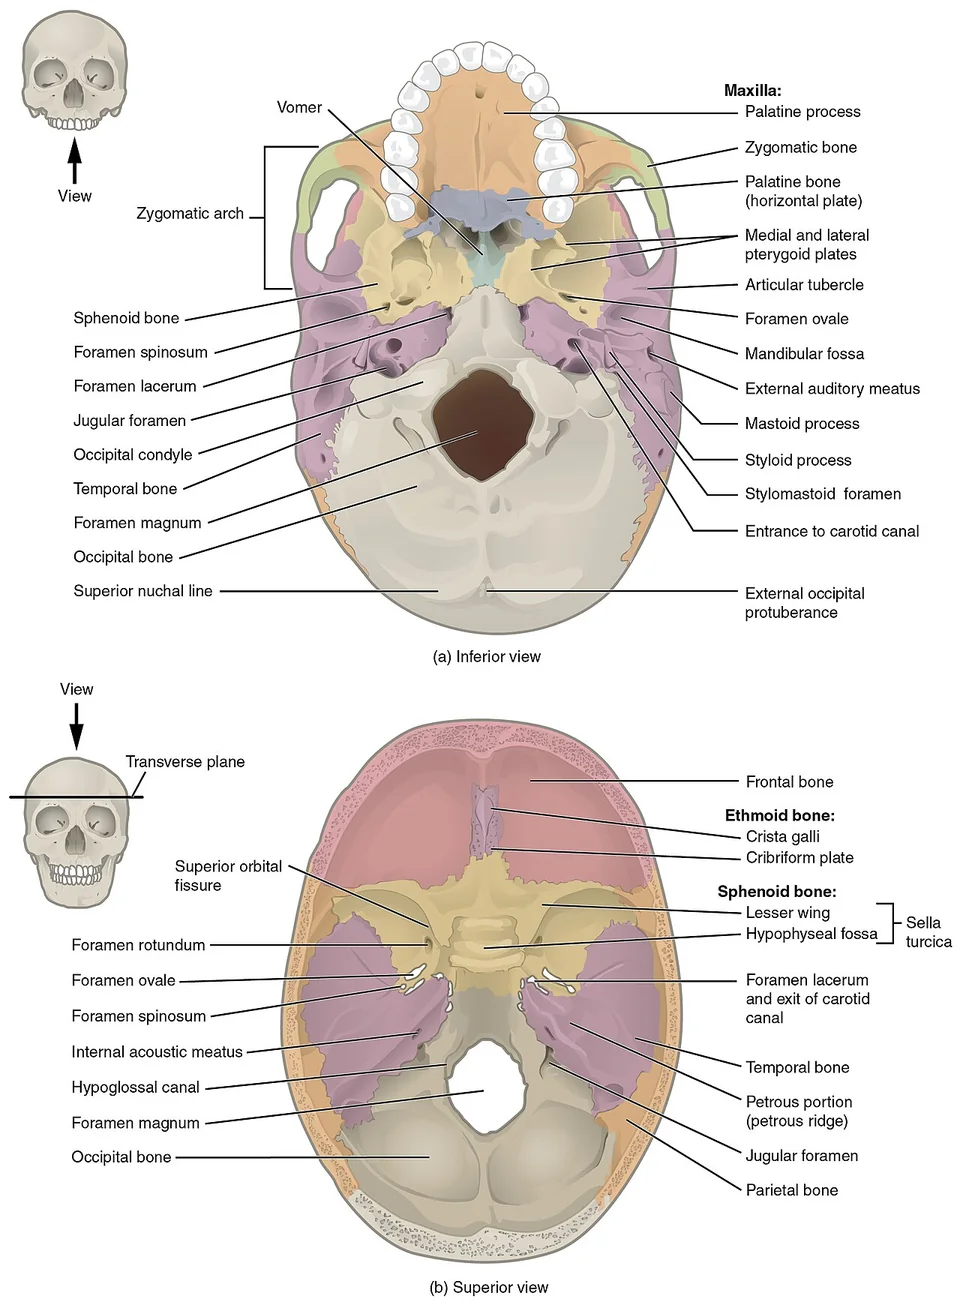 View
Vomer
Zygomatic arch
Sphenoid bone
Foramen spinosum
Foramen lacerum
Jugular foramen
Occipital condyle
Temporal bone
Foramen magnum
Occipital bone
Superior nuchal line
Maxilla:
Palatine process
Zygomatic bone
Palatine bone
(horizontal plate)
Medial and lateral
pterygoid plates
Articular tubercle
Foramen ovale
Mandibular fossa
External auditory meatus
Mastoid process
Styloid process
Stylomastoid foramen
Entrance to carotid canal
External occipital
protuberance
(a) Inferior view
View
Transverse plane
Superior orbital
fissure
Foramen rotundum
Foramen ovale
Foramen spinosum
Internal acoustic meatus
Hypoglossal canal
Foramen magnum
Occipital bone
Frontal bone
Ethmoid bone:
Crista galli
Cribriform plate
Sphenoid bone:
Lesser wing
Hypophyseal fossa
Sella
turcica
Foramen lacerum
and exit of carotid
canal
Temporal bone
Petrous portion
(petrous ridge)
Jugular foramen
Parietal bone
(b) Superior view